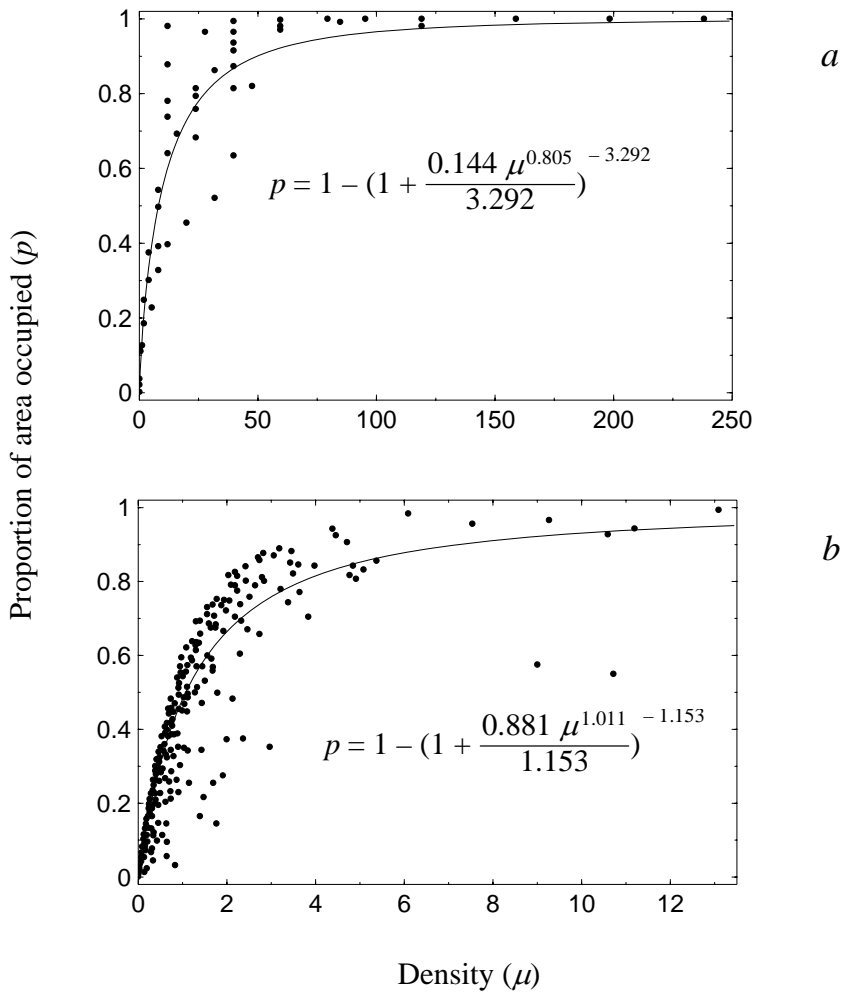 a
1
0.8
0.6
0.4
0.2
0
p = 1 – (1 + 0.144 μ^0.805 / 3.292)^– 3.292
0 50 100 150 200 250
Proportion of area occupied (p)
b
1
0.8
0.6
0.4
0.2
0
p = 1 – (1 + 0.881 μ^1.011 / 1.153)^– 1.153
0 2 4 6 8 10 12
Density (μ)